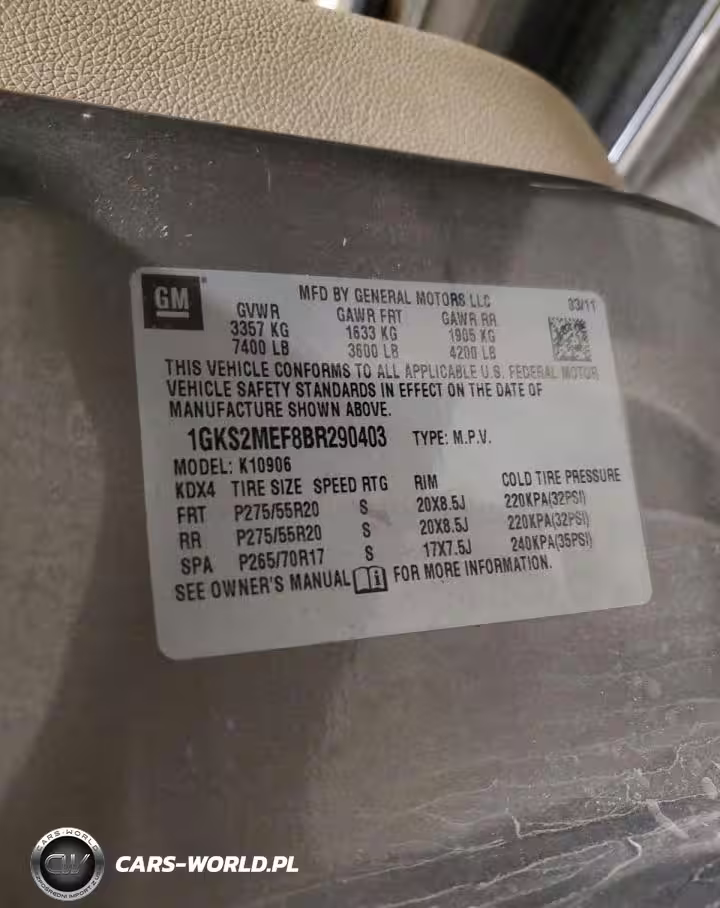 GM
MFD BY GENERAL MOTORS LLC 03/11
GVWR GAWR FRT GAWR RR
3357 KG 1633 KG 1905 KG
7400 LB 3600 LB 4200 LB
THIS VEHICLE CONFORMS TO ALL APPLICABLE U.S. FEDERAL MOTOR
VEHICLE SAFETY STANDARDS IN EFFECT ON THE DATE OF
MANUFACTURE SHOWN ABOVE.
1GKS2MEF8BR290403 TYPE: M.P.V.
MODEL: K10906
KDX4 TIRE SIZE SPEED RTG RIM COLD TIRE PRESSURE
FRT P275/55R20 S 20X8.5J 220KPA(32PSI)
RR P275/55R20 S 20X8.5J 220KPA(32PSI)
SPA P265/70R17 S 17X7.5J 240KPA(35PSI)
SEE OWNER'S MANUAL FOR MORE INFORMATION.
CARS-WORLD
CW
CARS-WORLD.PL